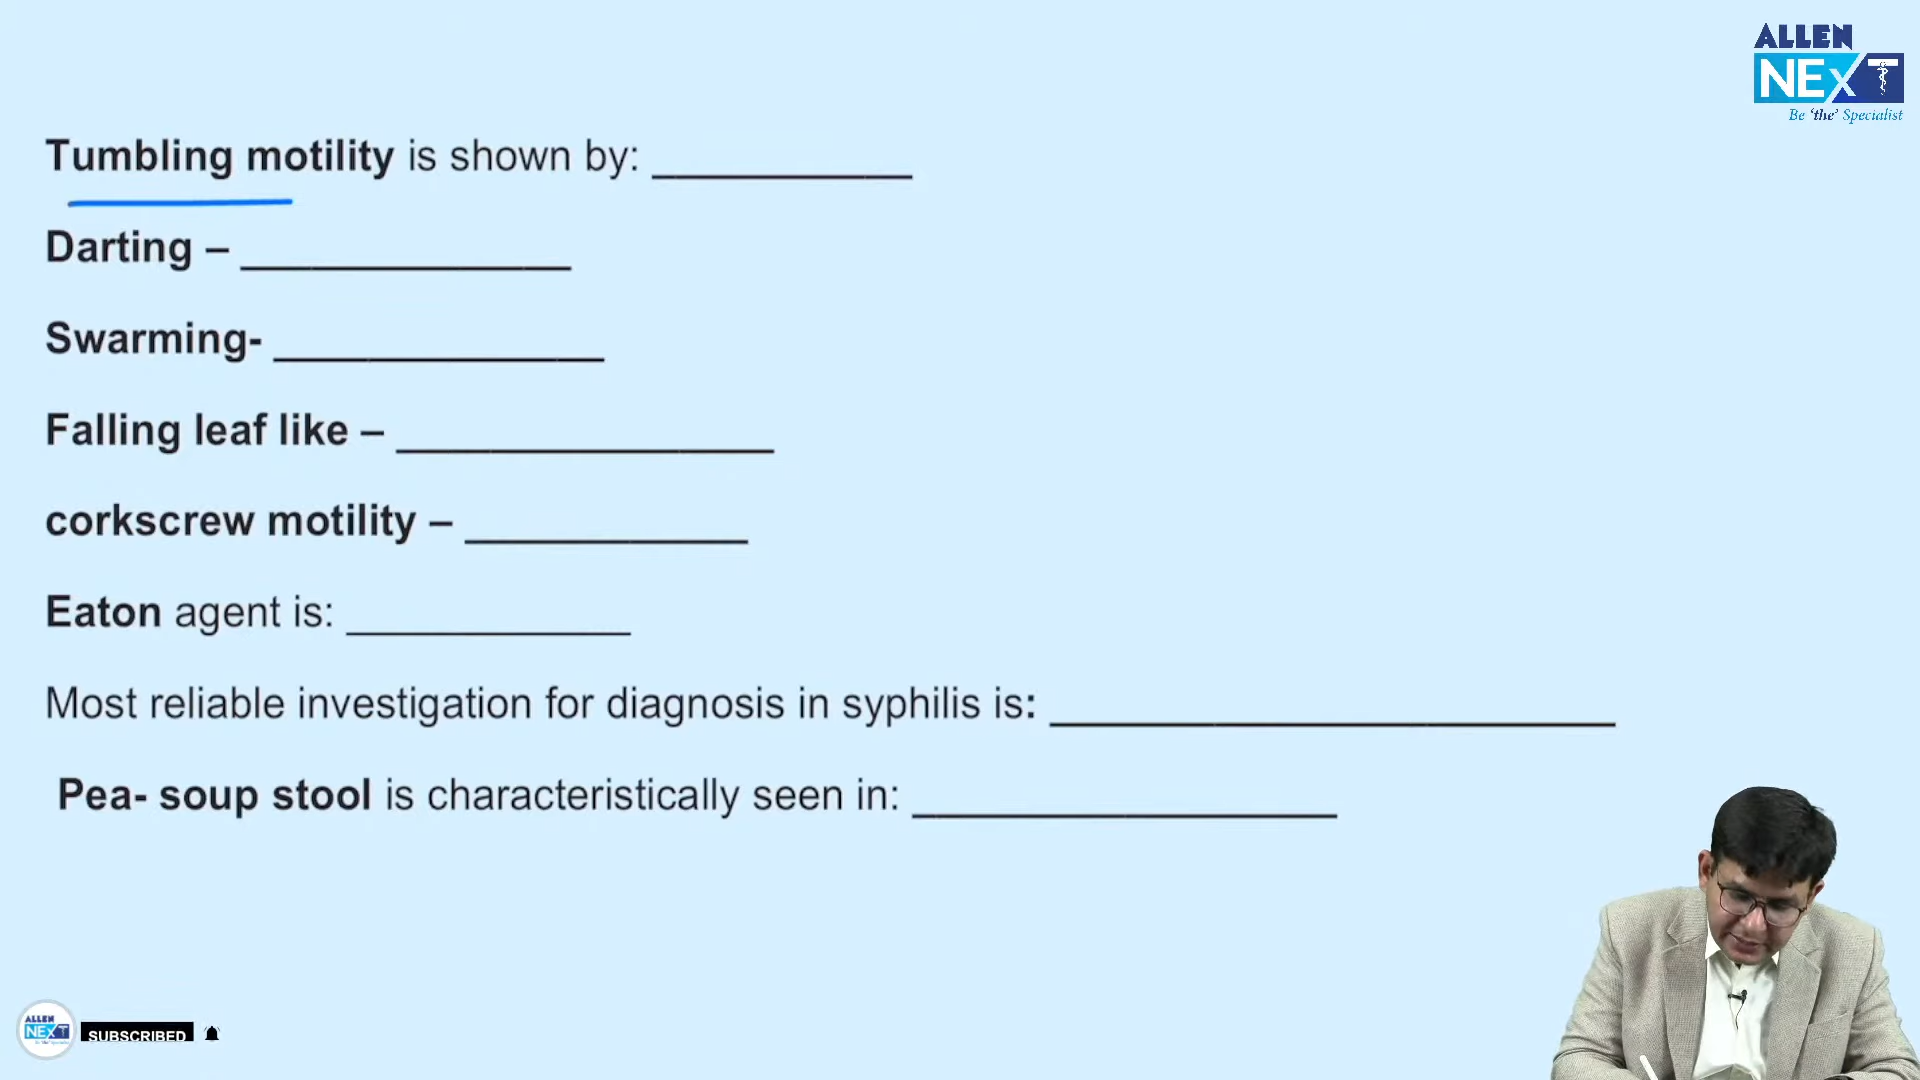 ALLEN
NEXT
Be 'the' Specialist
Tumbling motility is shown by: ___________
Darting – ______________
Swarming- ______________
Falling leaf like – ________________
corkscrew motility – ____________
Eaton agent is: ____________
Most reliable investigation for diagnosis in syphilis is: ________________________
Pea- soup stool is characteristically seen in: __________________
ALLEN
NEXT
SUBSCRIBED